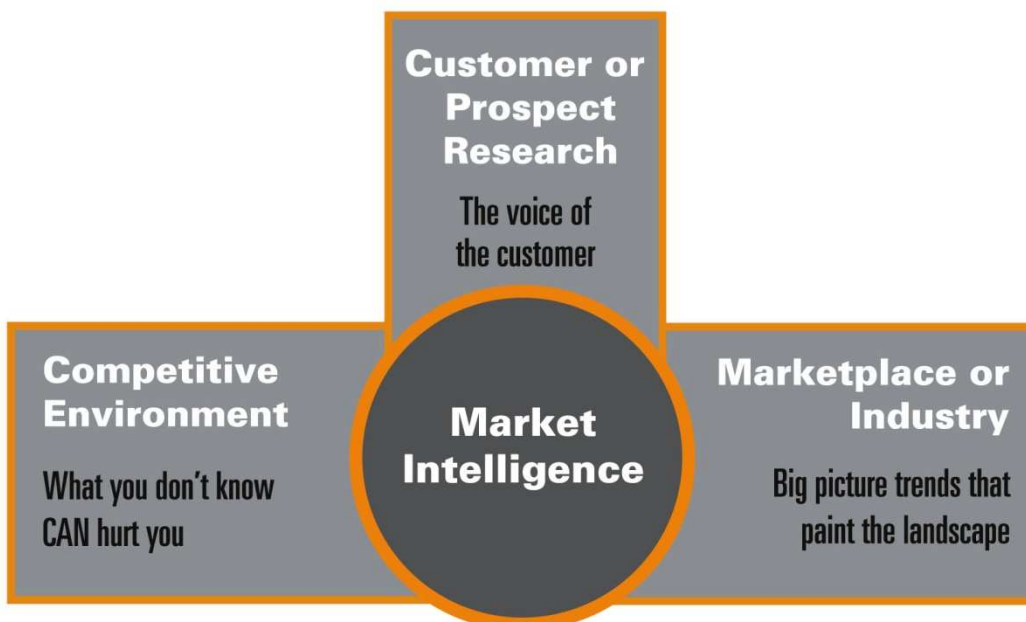 Customer or
Prospect
Research
The voice of
the customer
Competitive
Environment
What you don't know
CAN hurt you
Market
Intelligence
Marketplace or
Industry
Big picture trends that
paint the landscape